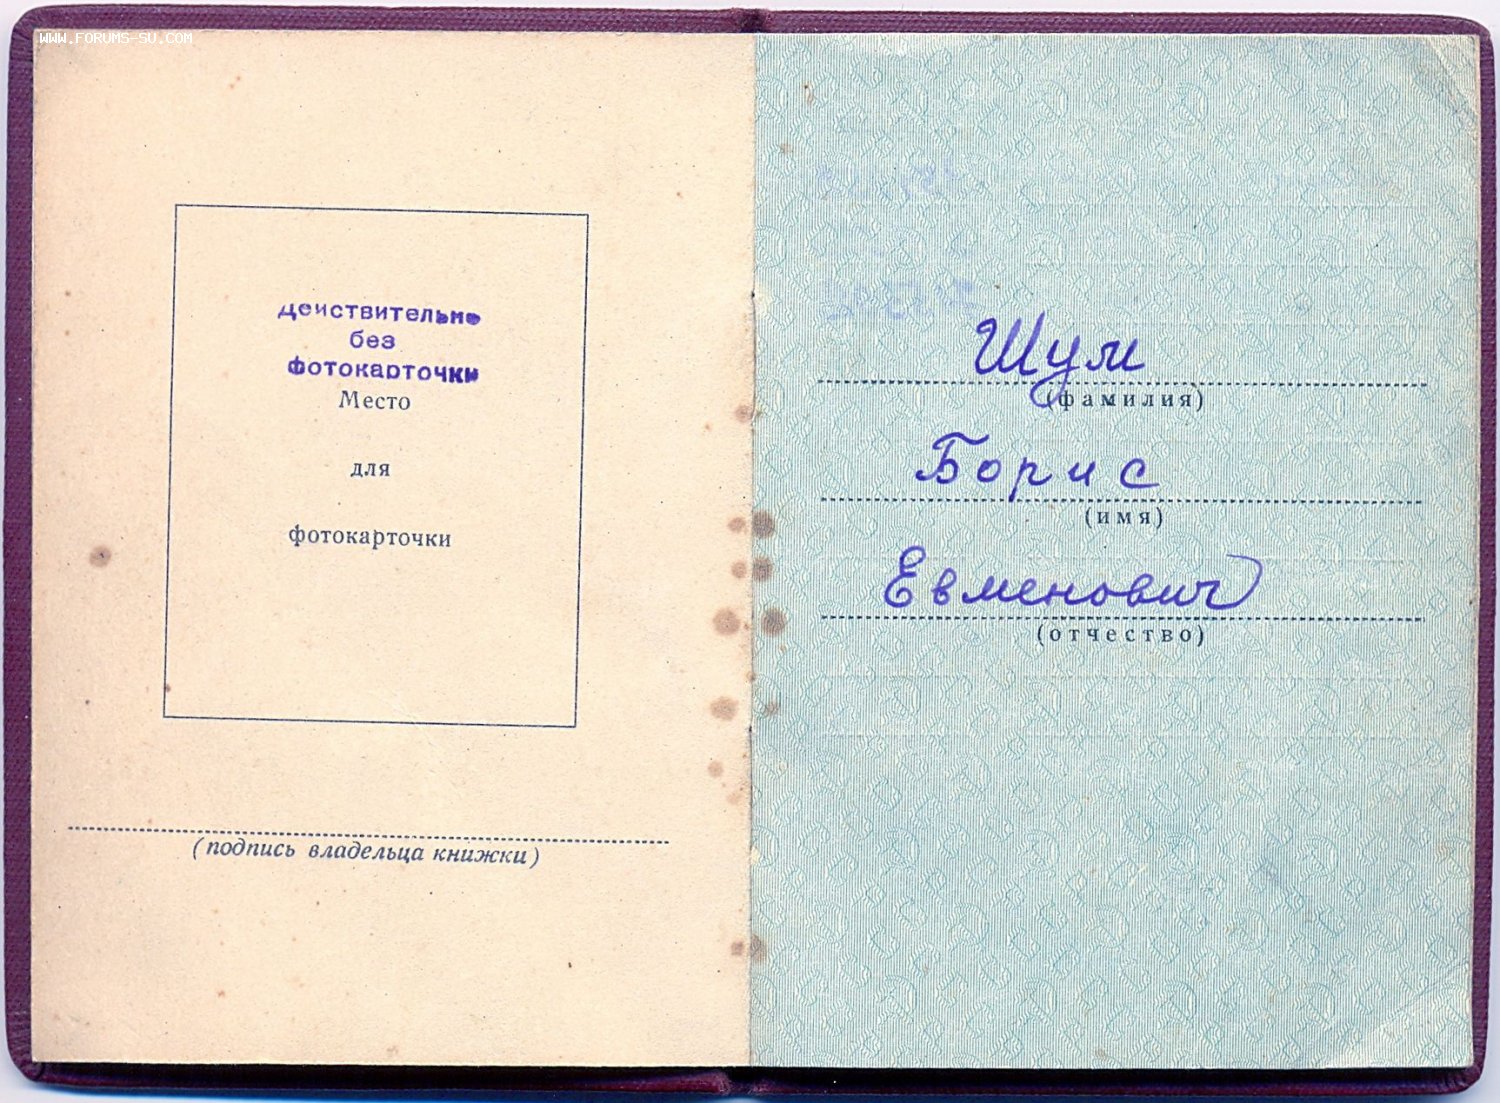 WWW.FORUMS-SU.COM
действительно
без
фотокарточки
Место
для
фотокарточки
(подпись владельца книжки)
Шум
(фамилия)
Борис
(имя)
Евменович
(отчество)